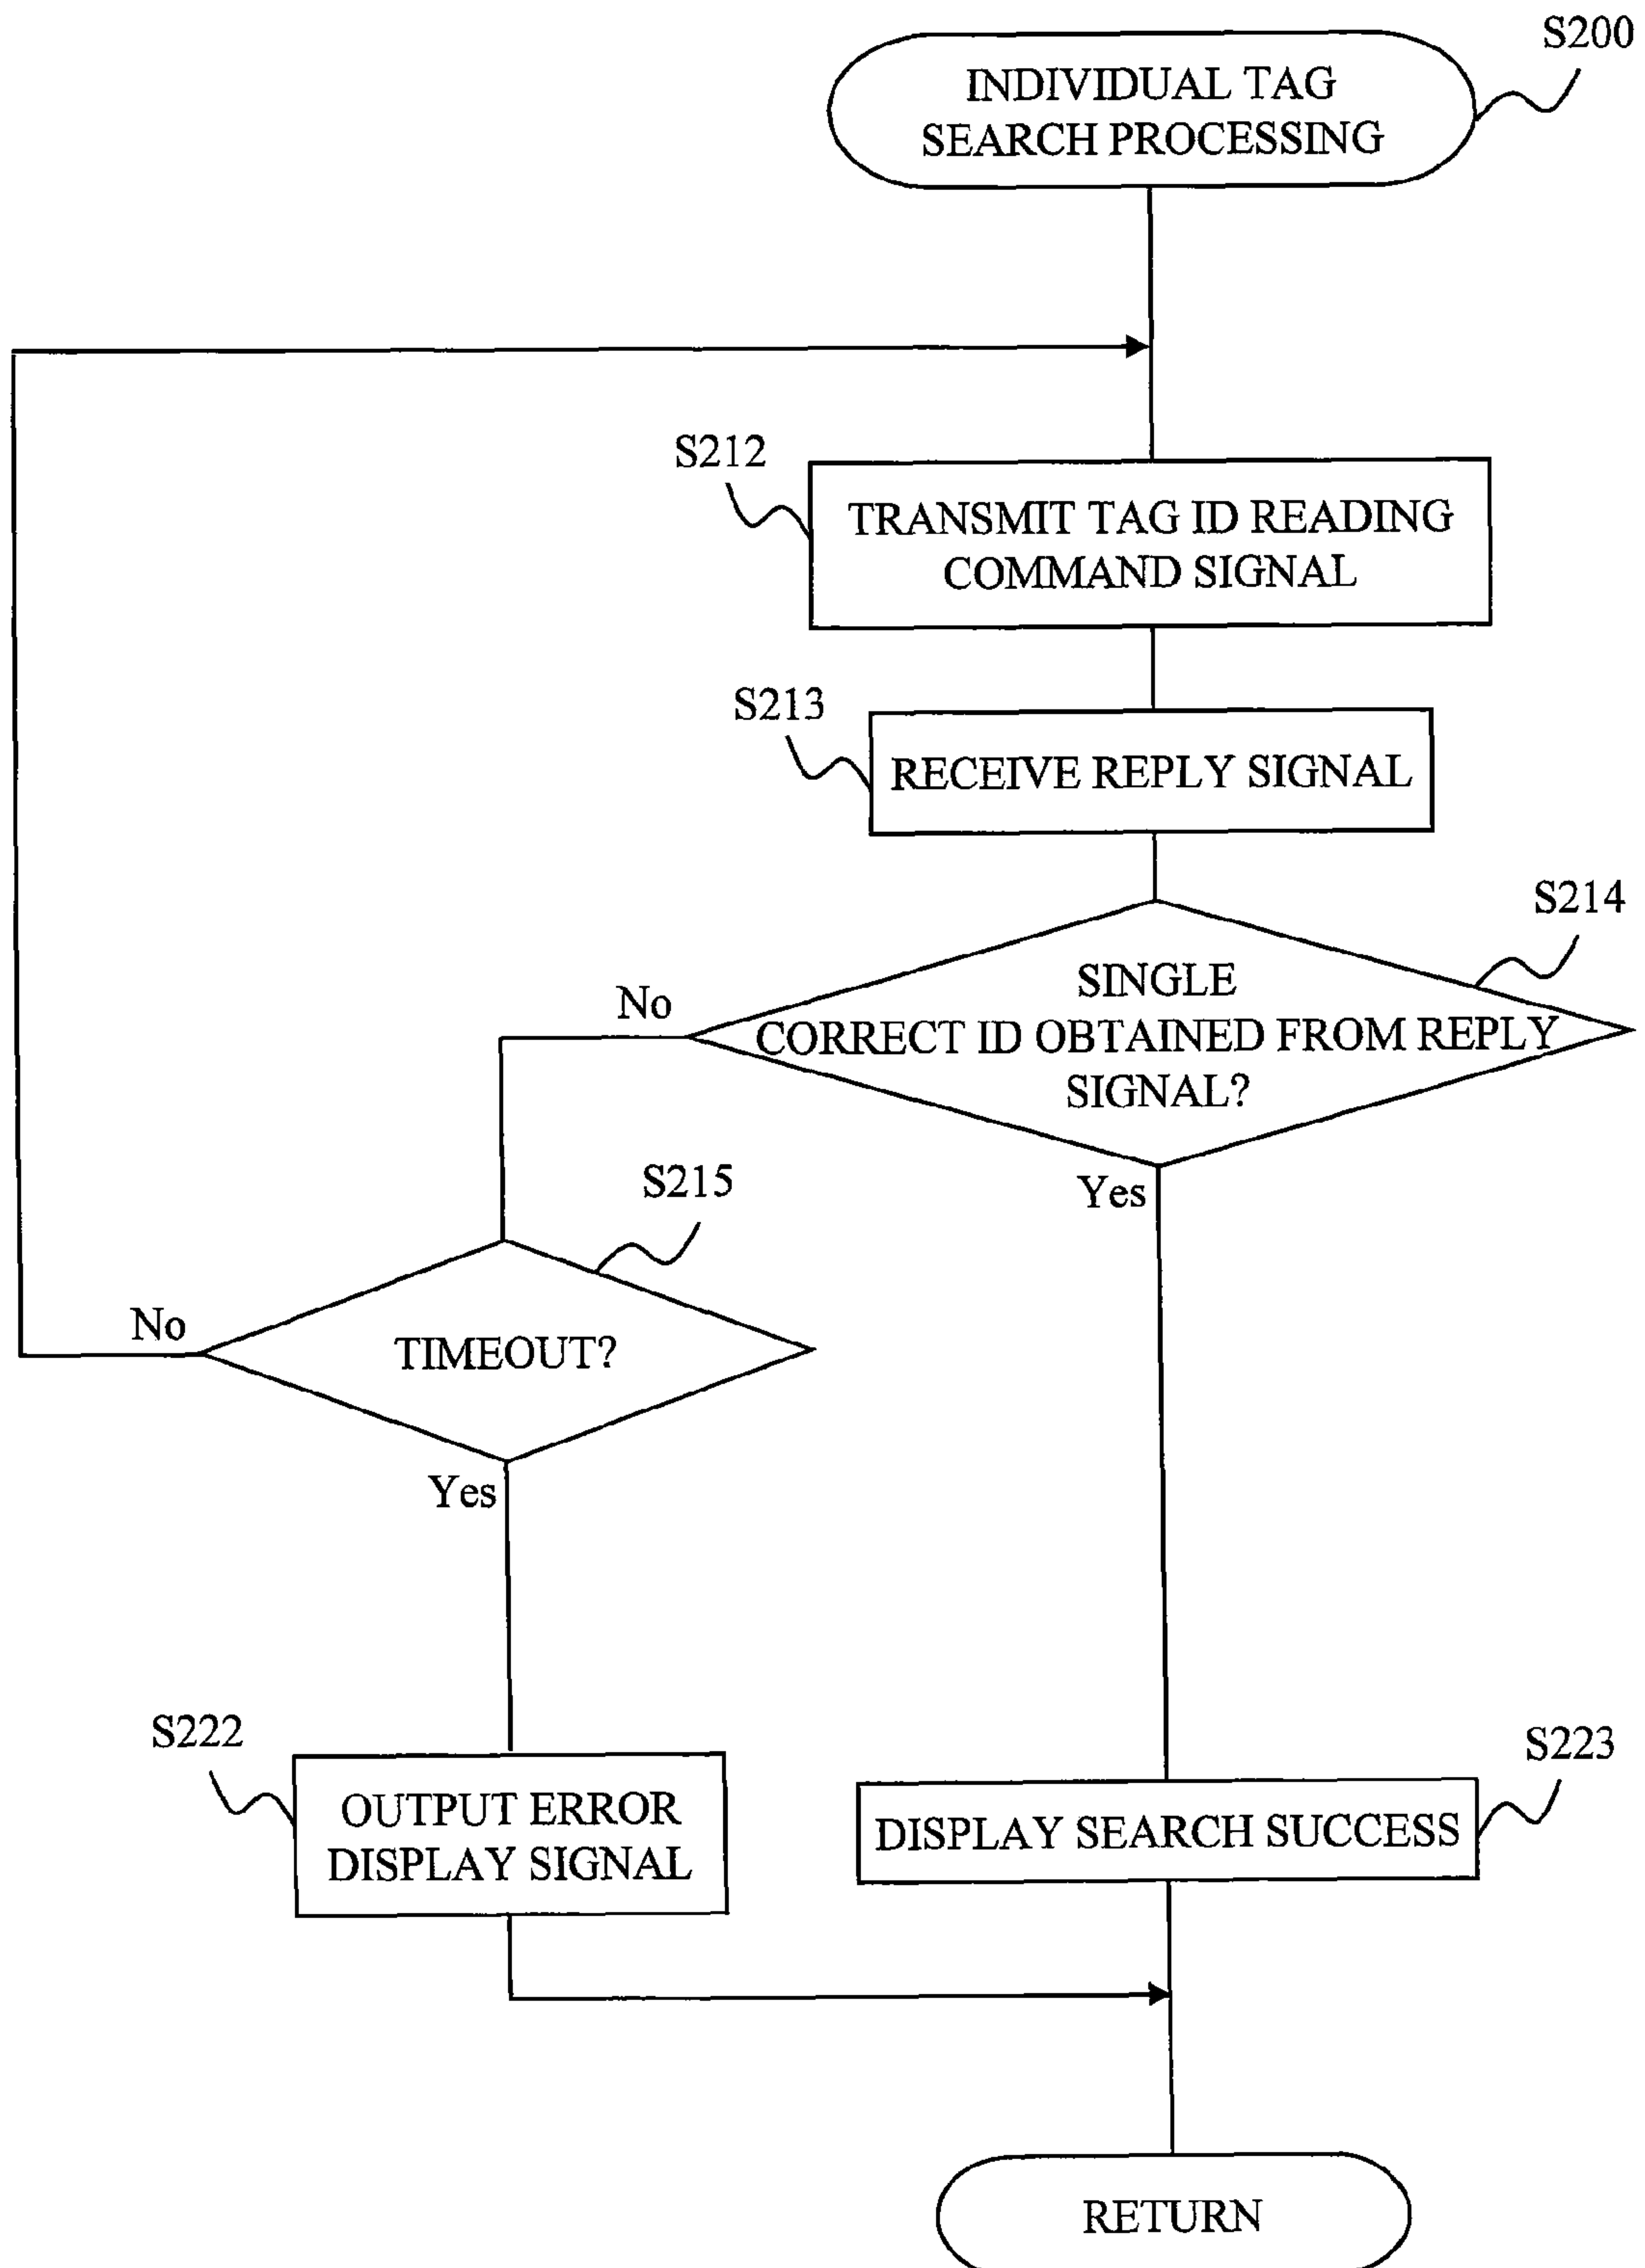 S200
INDIVIDUAL TAG
SEARCH PROCESSING
S212
TRANSMIT TAG ID READING
COMMAND SIGNAL
S213
RECEIVE REPLY SIGNAL
S214
SINGLE
CORRECT ID OBTAINED FROM REPLY
SIGNAL?
No
Yes
S215
TIMEOUT?
No
Yes
S222
OUTPUT ERROR
DISPLAY SIGNAL
S223
DISPLAY SEARCH SUCCESS
RETURN